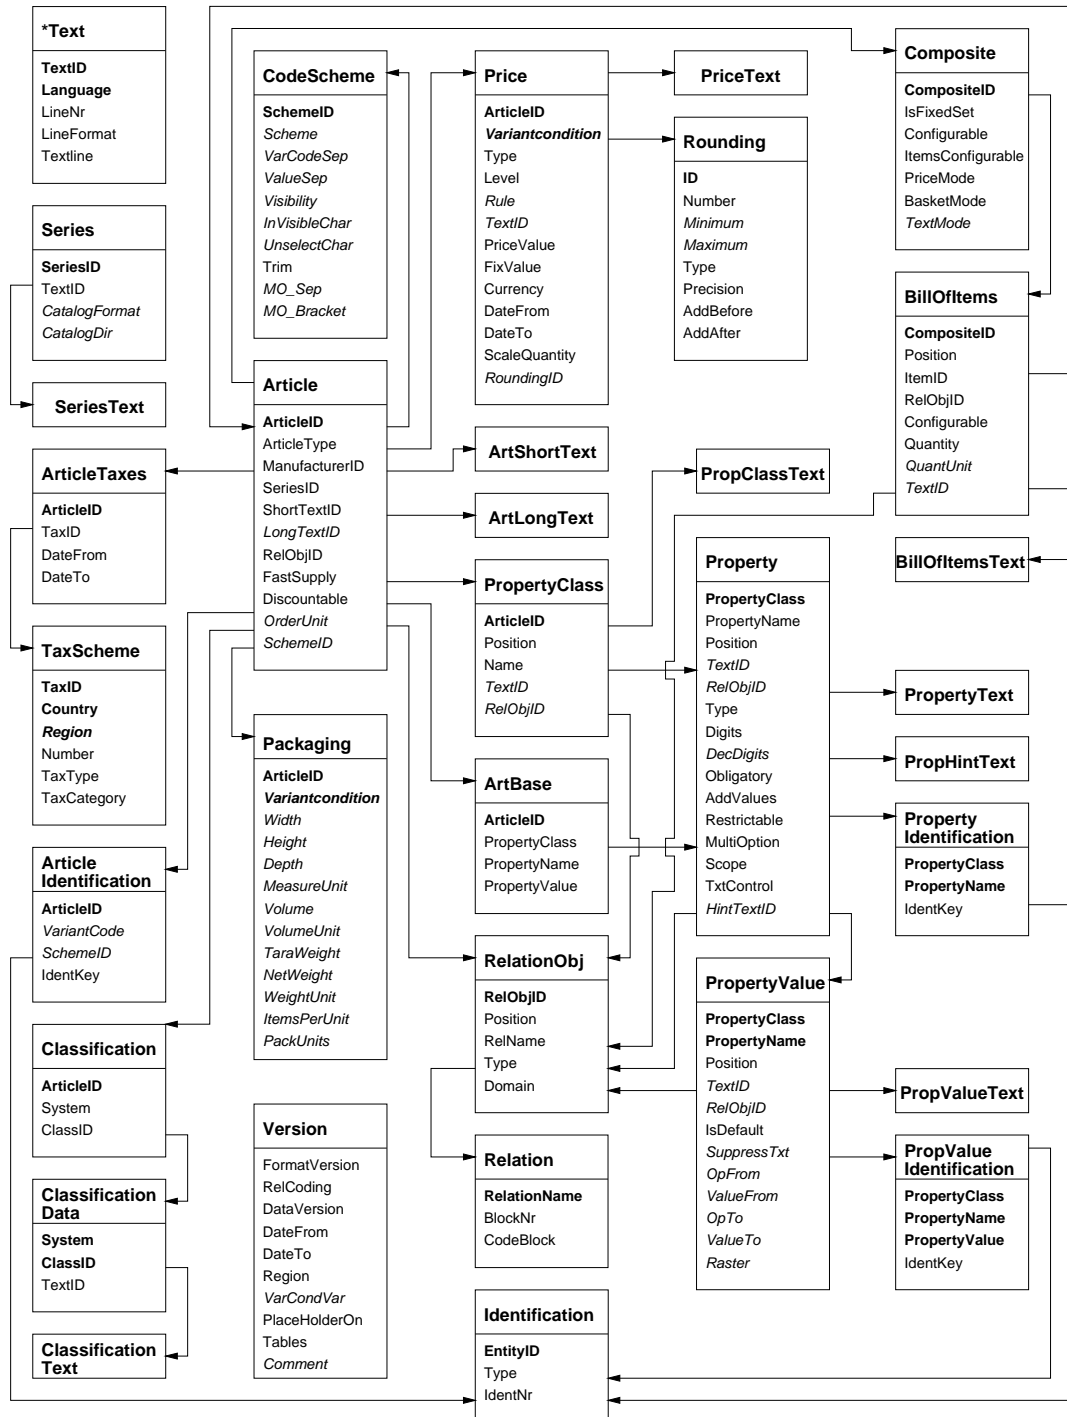 *Text
TextID
Language
LineNr
LineFormat
Textline
Series
SeriesID
TextID
CatalogFormat
CatalogDir
SeriesText
ArticleTaxes
ArticleID
TaxID
DateFrom
DateTo
TaxScheme
TaxID
Country
Region
Number
TaxType
TaxCategory
Article
Identification
ArticleID
VariantCode
SchemeID
IdentKey
Classification
ArticleID
System
ClassID
Classification
Data
System
ClassID
TextID
Classification
Text
CodeScheme
SchemeID
Scheme
VarCodeSep
ValueSep
Visibility
InVisibleChar
UnselectChar
Trim
MO_Sep
MO_Bracket
Article
ArticleID
ArticleType
ManufacturerID
SeriesID
ShortTextID
LongTextID
RelObjID
FastSupply
Discountable
OrderUnit
SchemeID
Packaging
ArticleID
Variantcondition
Width
Height
Depth
MeasureUnit
Volume
VolumeUnit
TaraWeight
NetWeight
WeightUnit
ItemsPerUnit
PackUnits
Version
FormatVersion
RelCoding
DataVersion
DateFrom
DateTo
Region
VarCondVar
PlaceHolderOn
Tables
Comment
Price
ArticleID
Variantcondition
Type
Level
Rule
TextID
PriceValue
FixValue
Currency
DateFrom
DateTo
ScaleQuantity
RoundingID
ArtShortText
ArtLongText
PropertyClass
ArticleID
Position
Name
TextID
RelObjID
ArtBase
ArticleID
PropertyClass
PropertyName
PropertyValue
RelationObj
RelObjID
Position
RelName
Type
Domain
Relation
RelationName
BlockNr
CodeBlock
Identification
EntityID
Type
IdentNr
PriceText
Rounding
ID
Number
Minimum
Maximum
Type
Precision
AddBefore
AddAfter
PropClassText
Property
PropertyClass
PropertyName
Position
TextID
RelObjID
Type
Digits
DecDigits
Obligatory
AddValues
Restrictable
MultiOption
Scope
TxtControl
HintTextID
PropertyValue
PropertyClass
PropertyName
Position
TextID
RelObjID
IsDefault
SuppressTxt
OpFrom
ValueFrom
OpTo
ValueTo
Raster
Composite
CompositeID
IsFixedSet
Configurable
ItemsConfigurable
PriceMode
BasketMode
TextMode
BillOfItems
CompositeID
Position
ItemID
RelObjID
Configurable
Quantity
QuantUnit
TextID
BillOfItemsText
PropertyText
PropHintText
Property
Identification
PropertyClass
PropertyName
IdentKey
PropValueText
PropValue
Identification
PropertyClass
PropertyName
PropertyValue
IdentKey